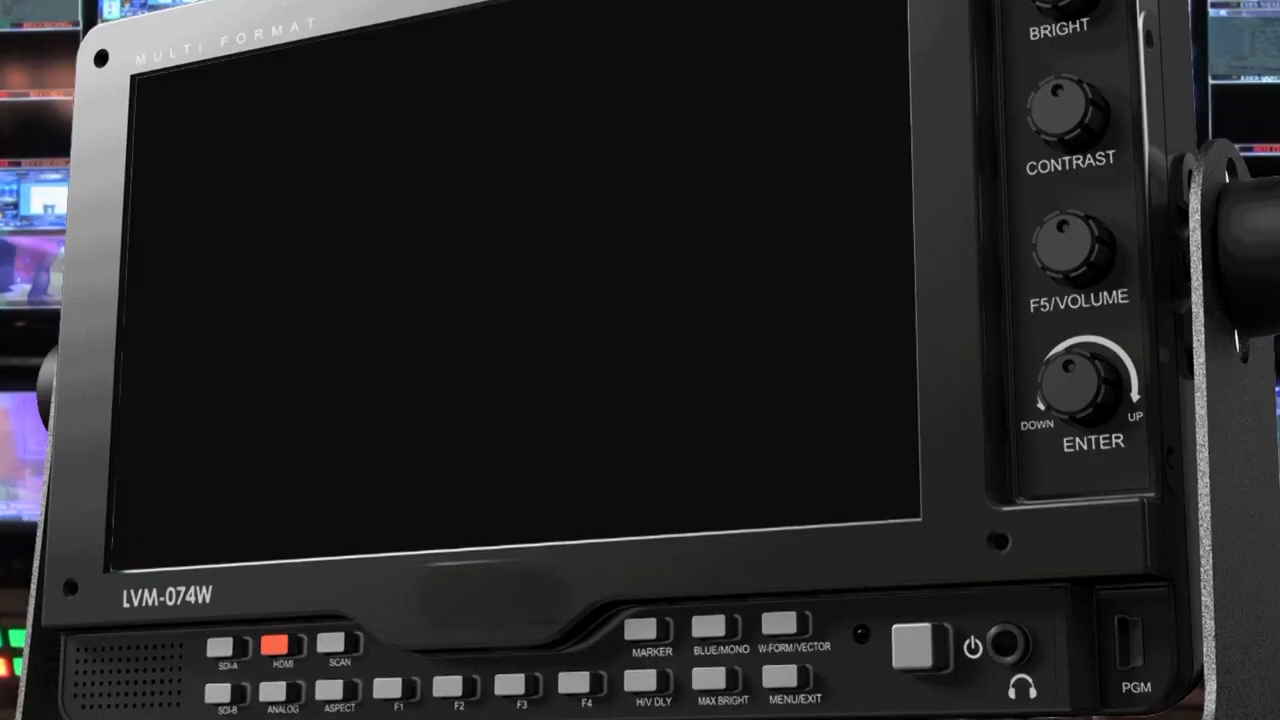 MULTI FORMAT
BRIGHT
CONTRAST
F5/VOLUME
DOWN
UP
ENTER
LVM-074W
SDI-A
HDMI
SCAN
MARKER
BLUE/MONO
W-FORM/VECTOR
SDI-B
ANALOG
ASPECT
F1
F2
F3
F4
H/V DLY
MAX BRIGHT
MENU/EXIT
PGM